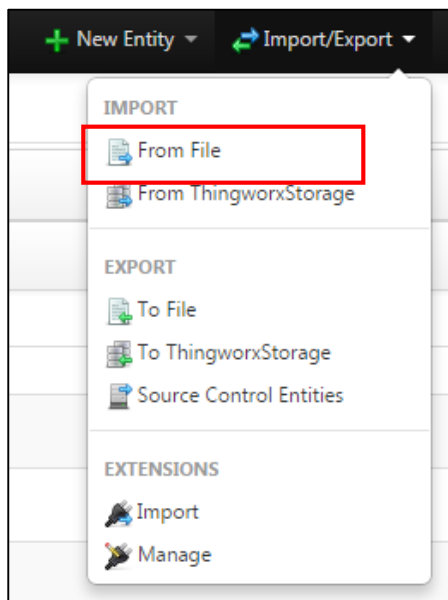 New Entity Import/Export
IMPORT
From File
From ThingworxStorage
EXPORT
To File
To ThingworxStorage
Source Control Entities
EXTENSIONS
Import
Manage